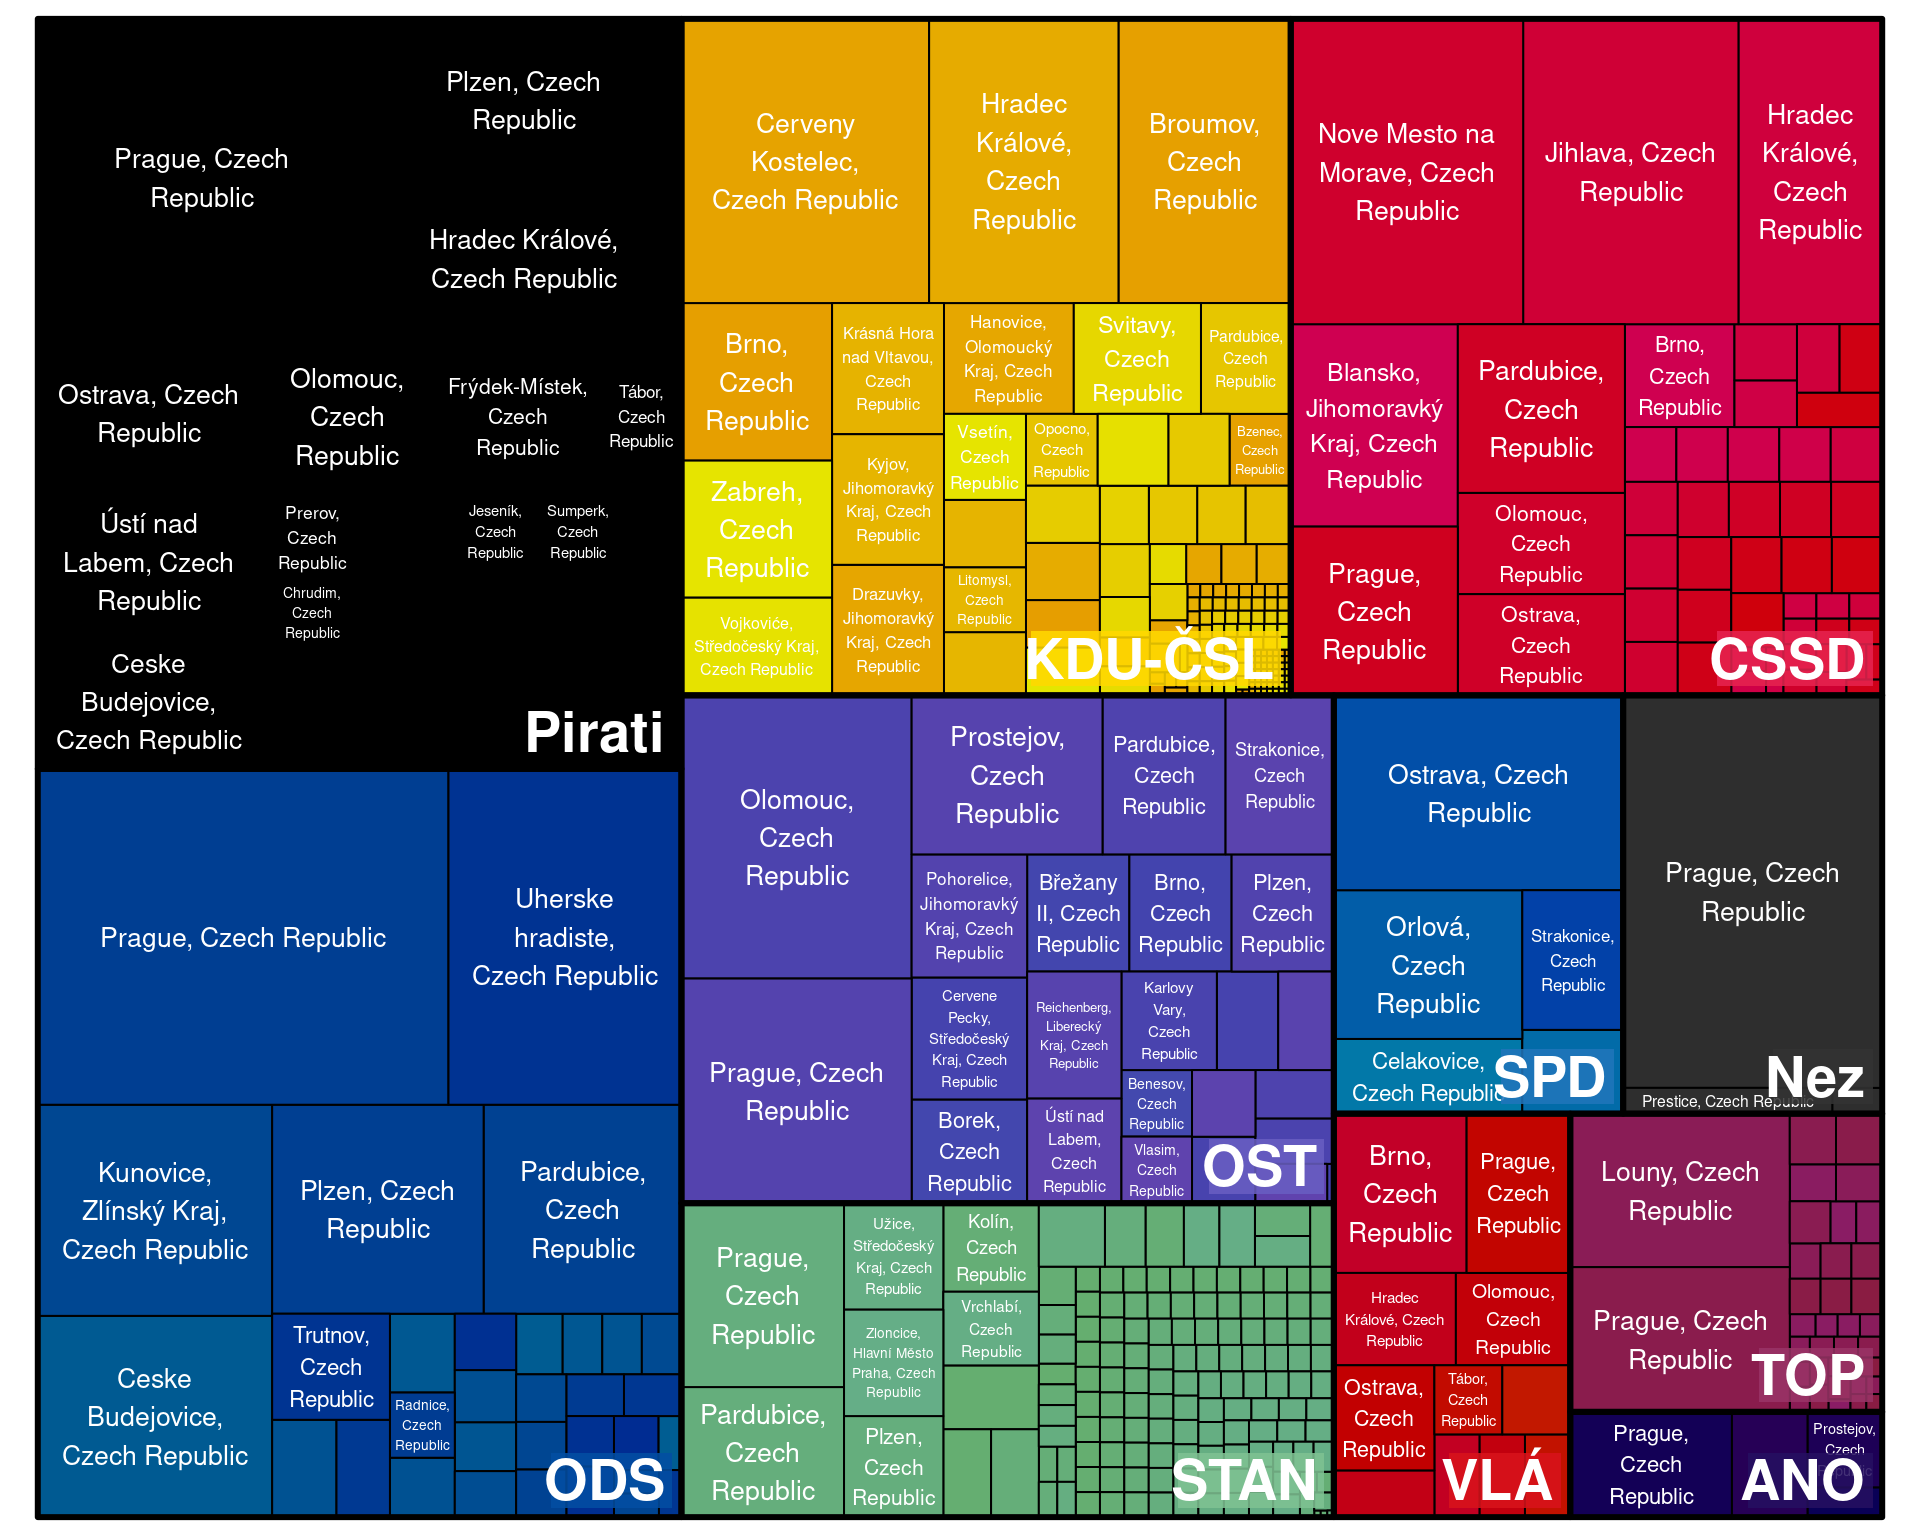 Prague, Czech
Republic
Plzen, Czech
Republic
Hradec Králové,
Czech Republic
Ostrava, Czech
Republic
Olomouc,
Czech
Republic
Frýdek-Místek,
Czech
Republic
Tábor,
Czech
Republic
Ústí nad
Labem, Czech
Republic
Prerov,
Czech
Republic
Jeseník,
Czech
Republic
Sumperk,
Czech
Republic
Chrudim,
Czech
Republic
Ceske
Budejovice,
Czech Republic
Pirati
Prague, Czech Republic
Uherske
hradiste,
Czech Republic
Kunovice,
Zlínský Kraj,
Czech Republic
Plzen, Czech
Republic
Pardubice,
Czech
Republic
Ceske
Budejovice,
Czech Republic
Trutnov,
Czech
Republic
Radnice,
Czech
Republic
ODS
Cerveny
Kostelec,
Czech Republic
Hradec
Králové,
Czech
Republic
Broumov,
Czech
Republic
Brno,
Czech
Republic
Krásná Hora
nad Vltavou,
Czech
Republic
Hanovice,
Olomoucký
Kraj, Czech
Republic
Svitavy,
Czech
Republic
Pardubice,
Czech
Republic
Zabreh,
Czech
Republic
Kyjov,
Jihomoravký
Kraj, Czech
Republic
Vsetín,
Czech
Republic
Opocno,
Czech
Republic
Bzenec,
Czech
Republic
Vojkoviće,
Středočeský Kraj,
Czech Republic
Drazuvky,
Jihomoravký
Kraj, Czech
Republic
Litomysl,
Czech
Republic
KDU-ČSL
Nove Mesto na
Morave, Czech
Republic
Jihlava, Czech
Republic
Hradec
Králové,
Czech
Republic
Blansko,
Jihomoravký
Kraj, Czech
Republic
Pardubice,
Czech
Republic
Brno,
Czech
Republic
Prague,
Czech
Republic
Olomouc,
Czech
Republic
Ostrava,
Czech
Republic
CSSD
Olomouc,
Czech
Republic
Prostejov,
Czech
Republic
Pardubice,
Czech
Republic
Strakonice,
Czech
Republic
Pohorelice,
Jihomoravký
Kraj, Czech
Republic
Břežany
II, Czech
Republic
Brno,
Czech
Republic
Plzen,
Czech
Republic
Prague, Czech
Republic
Cervene
Pecky,
Středočeský
Kraj, Czech
Republic
Reichenberg,
Liberecký
Kraj, Czech
Republic
Karlovy
Vary,
Czech
Republic
Borek,
Czech
Republic
Ústí nad
Labem,
Czech
Republic
Benesov,
Czech
Republic
Vlasim,
Czech
Republic
OST
Prague,
Czech
Republic
Užice,
Středočeský
Kraj, Czech
Republic
Kolín,
Czech
Republic
Zloncice,
Hlavní Město
Praha, Czech
Republic
Vrchlabí,
Czech
Republic
Pardubice,
Czech
Republic
Plzen,
Czech
Republic
STAN
Ostrava, Czech
Republic
Orlová,
Czech
Republic
Strakonice,
Czech
Republic
Celakovice,
Czech Republic
SPD
Prague, Czech
Republic
Prestice, Czech Republic
Nez
Brno,
Czech
Republic
Prague,
Czech
Republic
Hradec
Králové, Czech
Republic
Olomouc,
Czech
Republic
Ostrava,
Czech
Republic
Tábor,
Czech
Republic
VLÁ
Louny, Czech
Republic
Prague, Czech
Republic
TOP
Prague,
Czech
Republic
Prostejov,
Czech
ANO